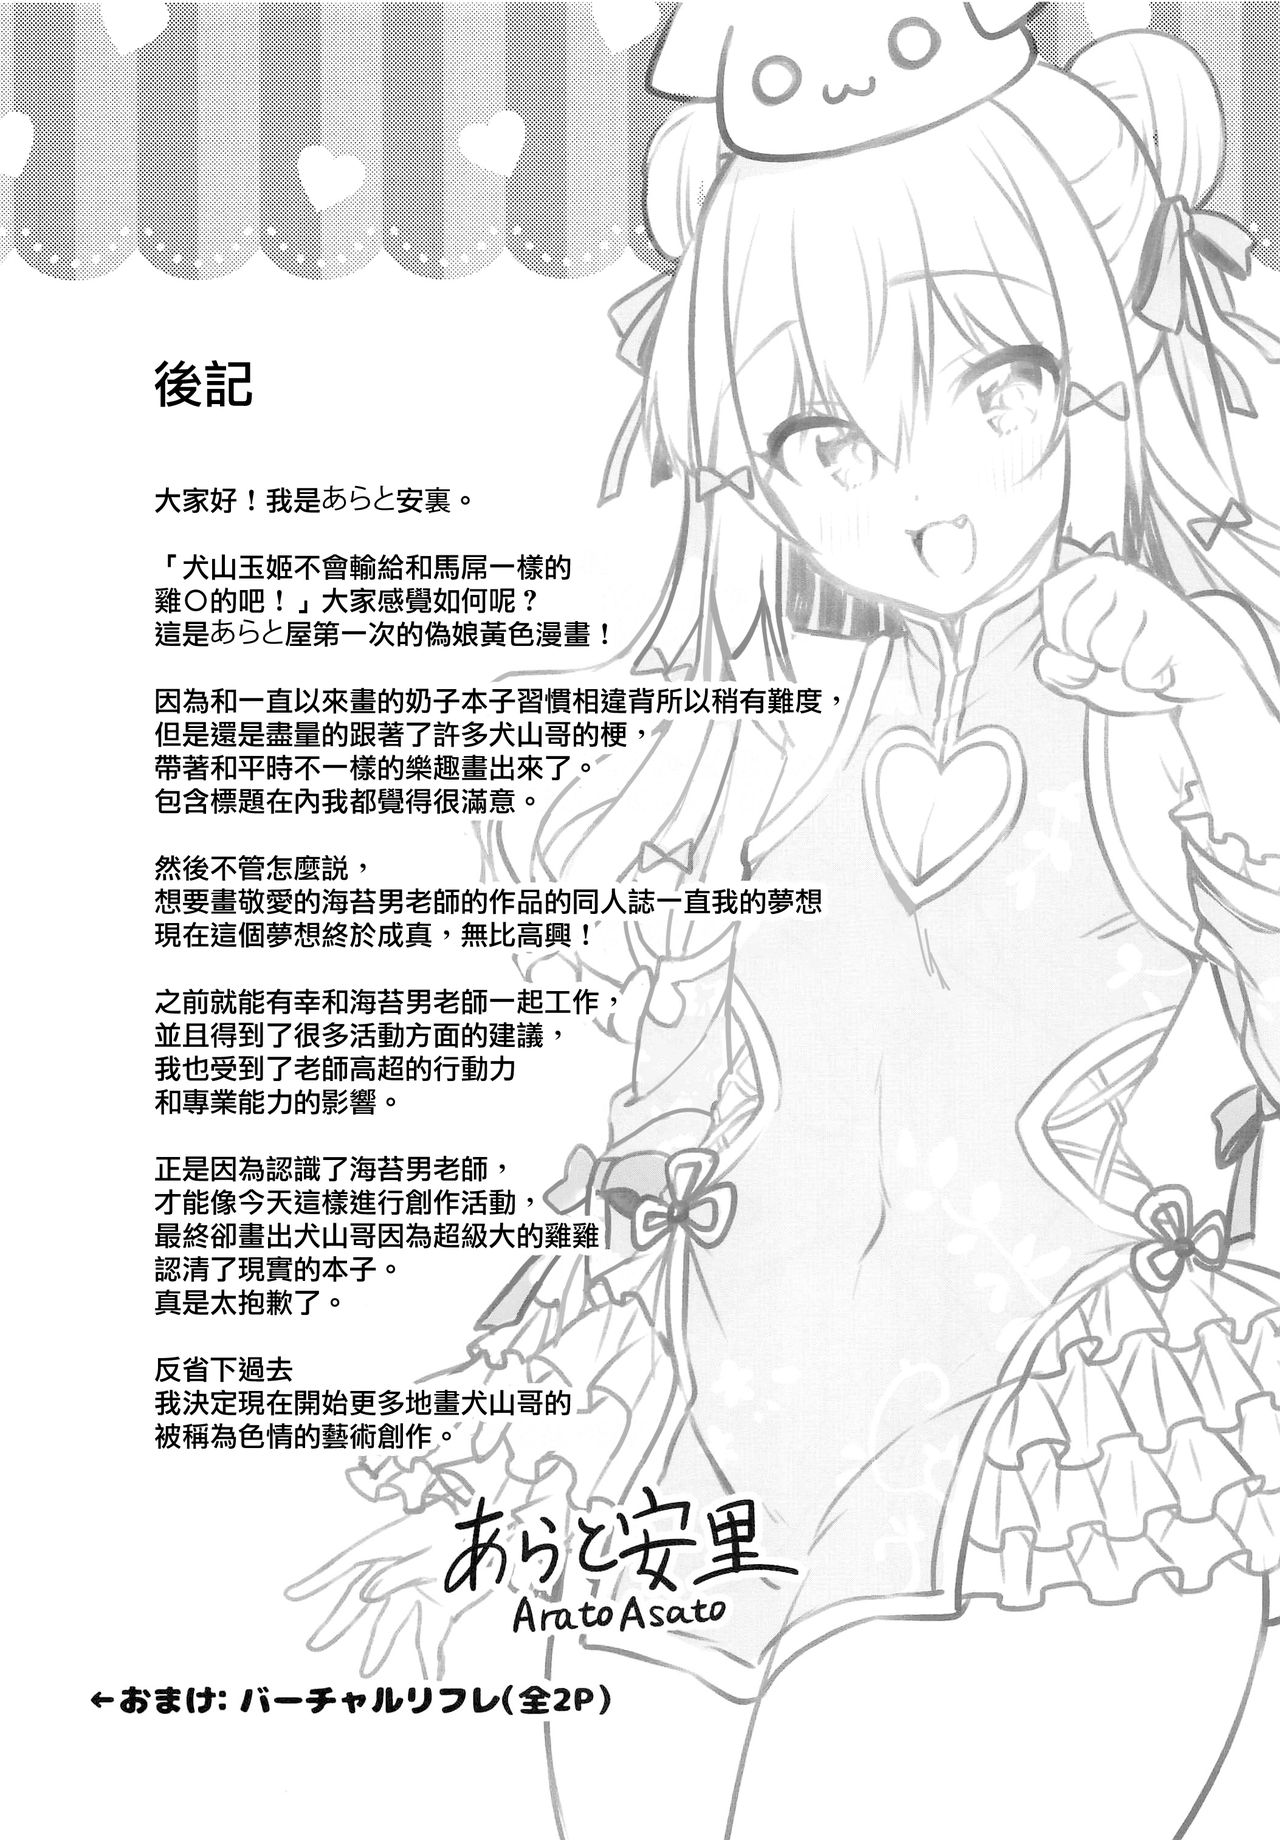 後記
大家好！我是あらと安裏。
「犬山玉姬不會輸給和馬屌一樣的
雞〇的吧！」大家感覺如何呢？
這是あらと屋第一次的偽娘黃色漫畫！
因為和一直以來畫的奶子本子習慣相違背所以稍有難度，
但是還是盡量的跟著了許多犬山哥的梗，
帶著和平時不一樣的樂趣畫出來了。
包含標題在內我都覺得很滿意。
然後不管怎麼說，
想要畫敬愛的海苔男老師的作品的同人誌一直我的夢想
現在這個夢想終於成真，無比高興！
之前就能有幸和海苔男老師一起工作，
並且得到了很多活動方面的建議，
我也受到了老師高超的行動力
和專業能力的影響。
正是因為認識了海苔男老師，
才能像今天這樣進行創作活動，
最終卻畫出犬山哥因為超級大的雞雞
認清了現實的本子。
真是太抱歉了。
反省下過去
我決定現在開始更多地畫犬山哥的
被稱為色情的藝術創作。
あらと安里
Arato Asato
←おまけ: バーチャルリフレ(全2P)